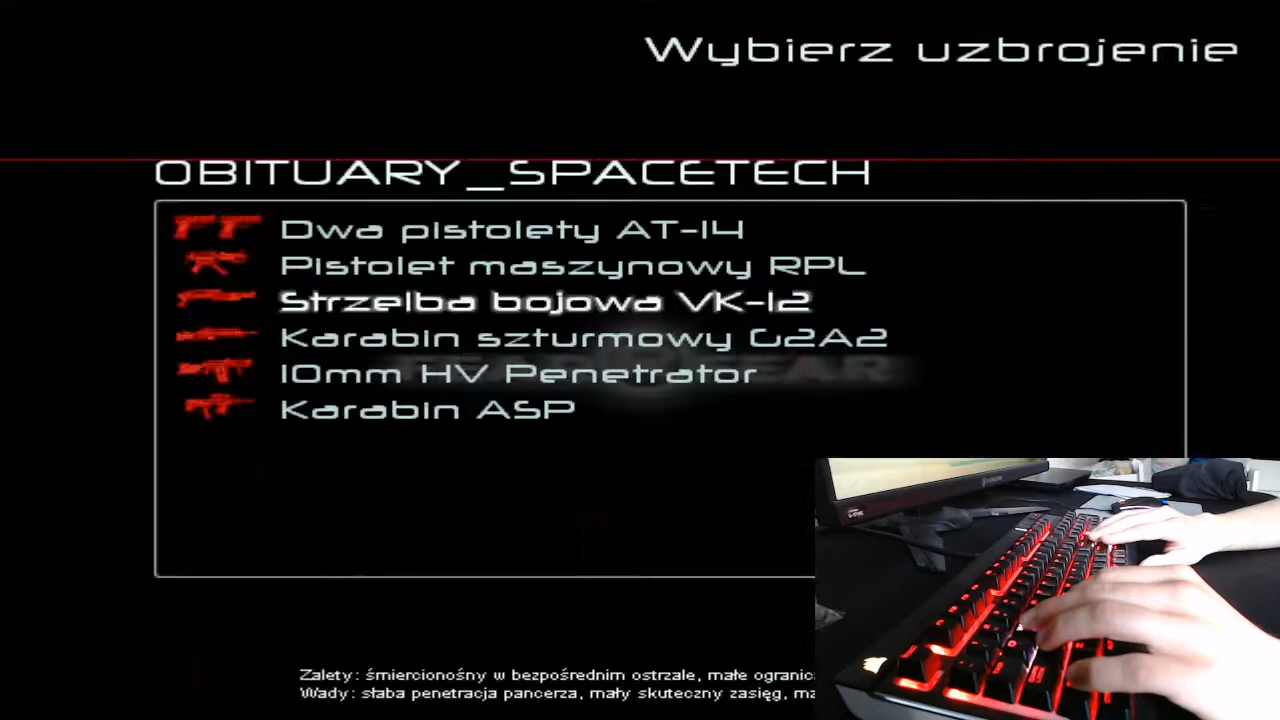 Wybierz uzbrojenie
OBITUARY_SPACETECH
Dwa pistolety AT-14
Pistolet maszynowy RPL
Strzelba bojowa VK-12
Karabin szturmowy G2A2
10mm HV Penetrator
Karabin ASP
Zalety: śmiercionośny w bezpośrednim ostrzale, małe ogranic
Wady: słaba penetracja pancerza, mały skuteczny zasięg, ma